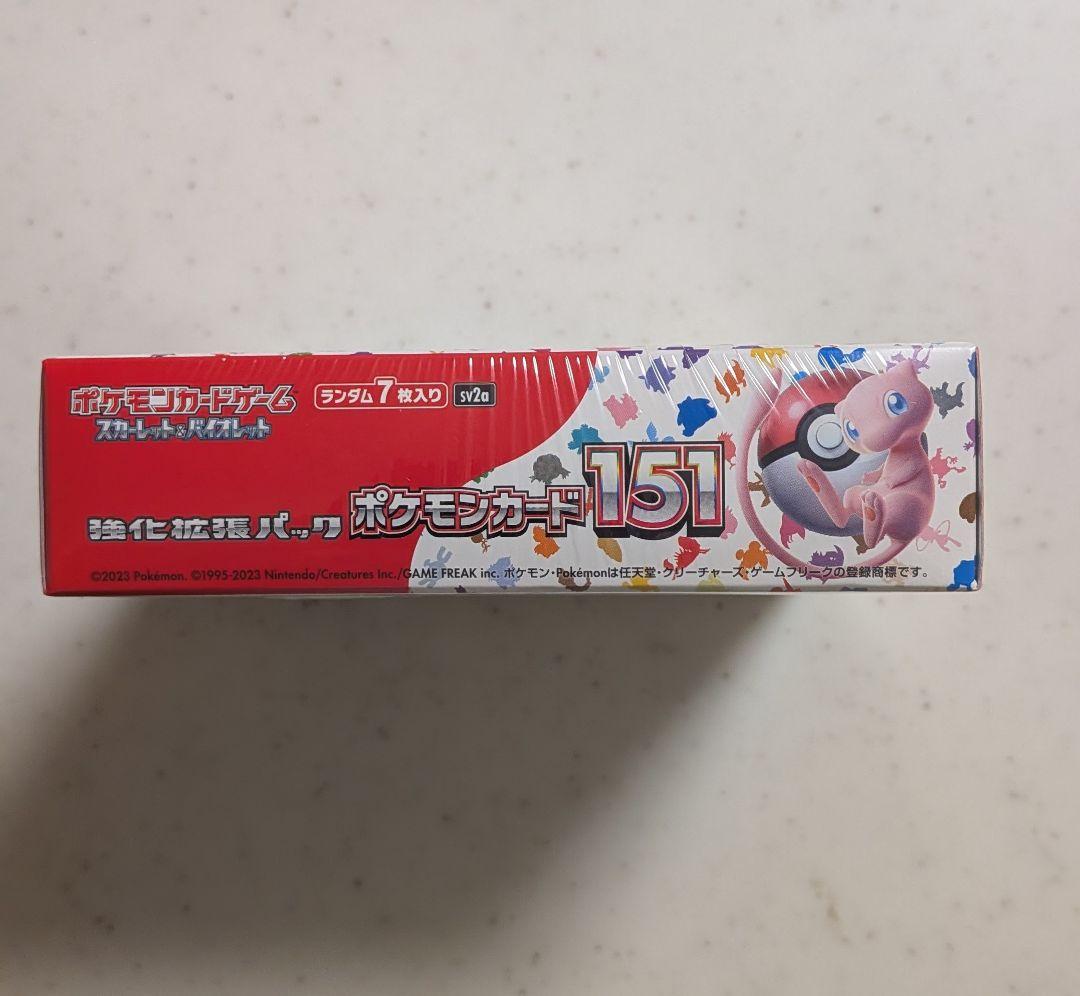 ポケモンカードゲーム
スカーレット&バイオレット
ランダム7枚入り
sv2a
強化拡張パック
ポケモンカード151
©2023 Pokémon. ©1995-2023 Nintendo/Creatures Inc./GAME FREAK inc. ポケモン・Pokémonは任天堂・クリーチャーズ・ゲームフリークの登録商標です。